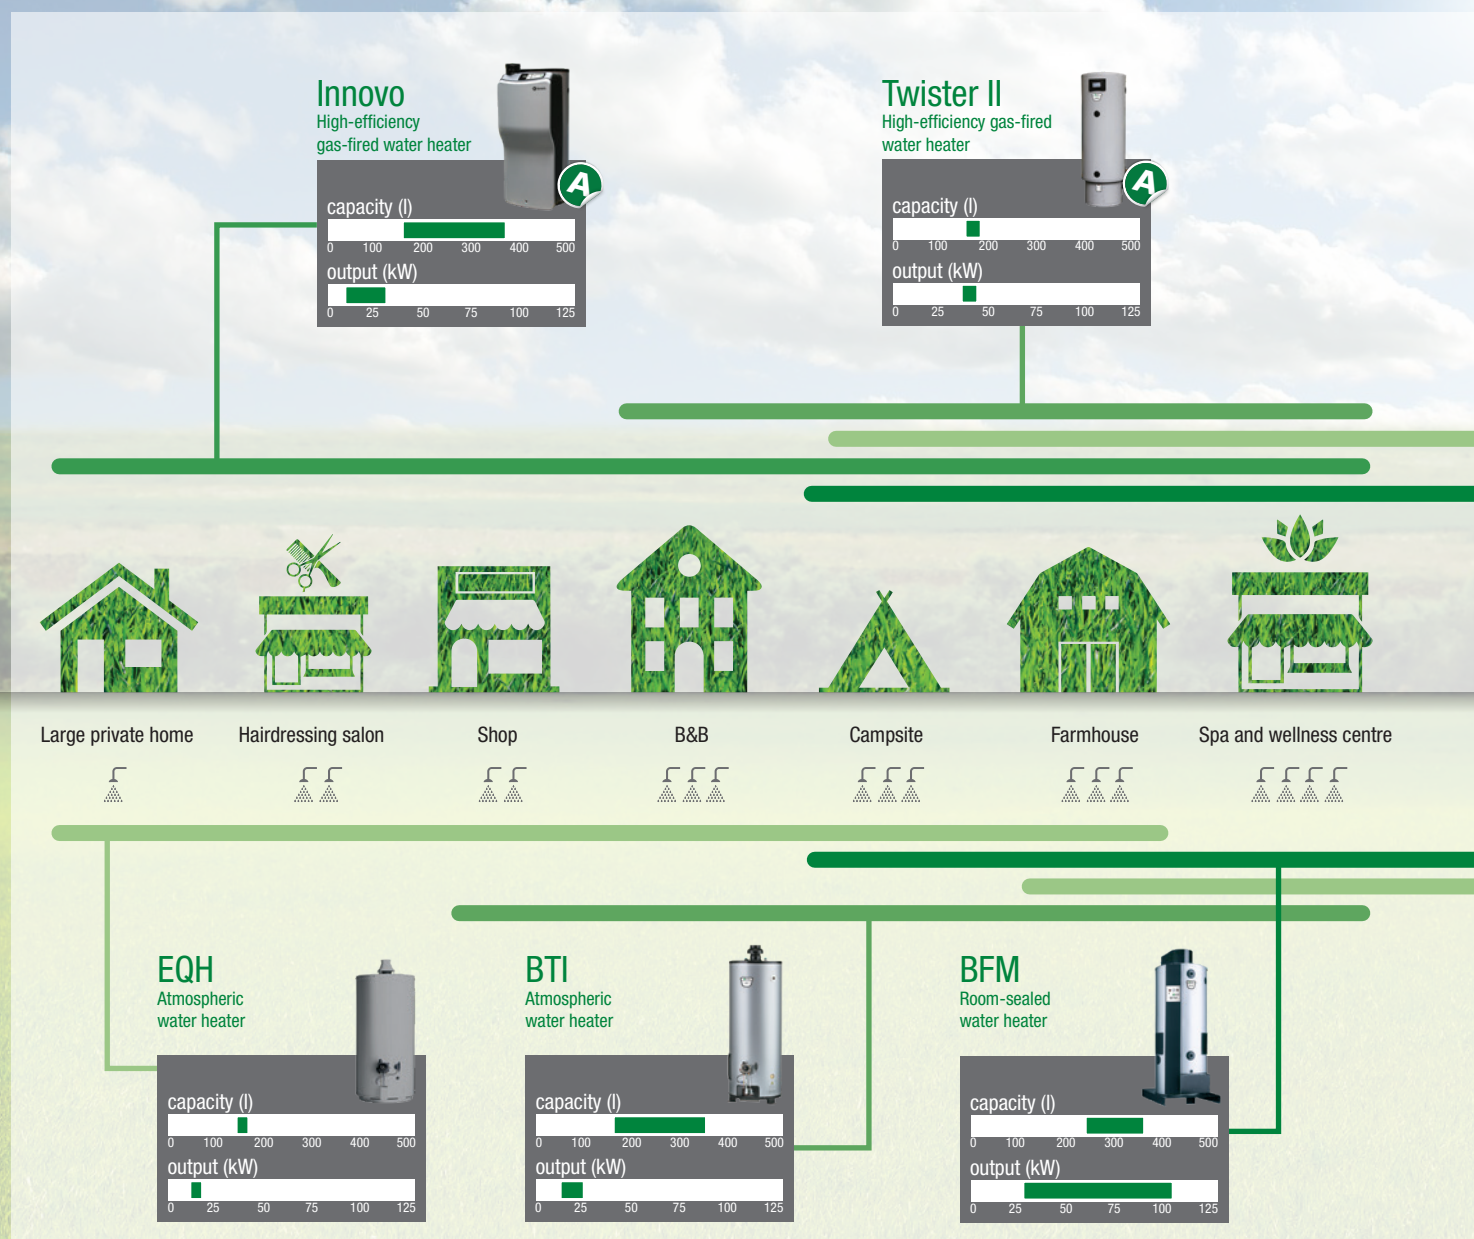 Innovo
High-efficiency
gas-fired water heater
A
capacity (l)
0 100 200 300 400 500
output (kW)
0 25 50 75 100 125
Twister II
High-efficiency gas-fired
water heater
A
capacity (l)
0 100 200 300 400 500
output (kW)
0 25 50 75 100 125
Large private home Hairdressing salon Shop B&B Campsite Farmhouse Spa and wellness centre
EQH
Atmospheric
water heater
capacity (l)
0 100 200 300 400 500
output (kW)
0 25 50 75 100 125
BTI
Atmospheric
water heater
capacity (l)
0 100 200 300 400 500
output (kW)
0 25 50 75 100 125
BFM
Room-sealed
water heater
capacity (l)
0 100 200 300 400 500
output (kW)
0 25 50 75 100 125